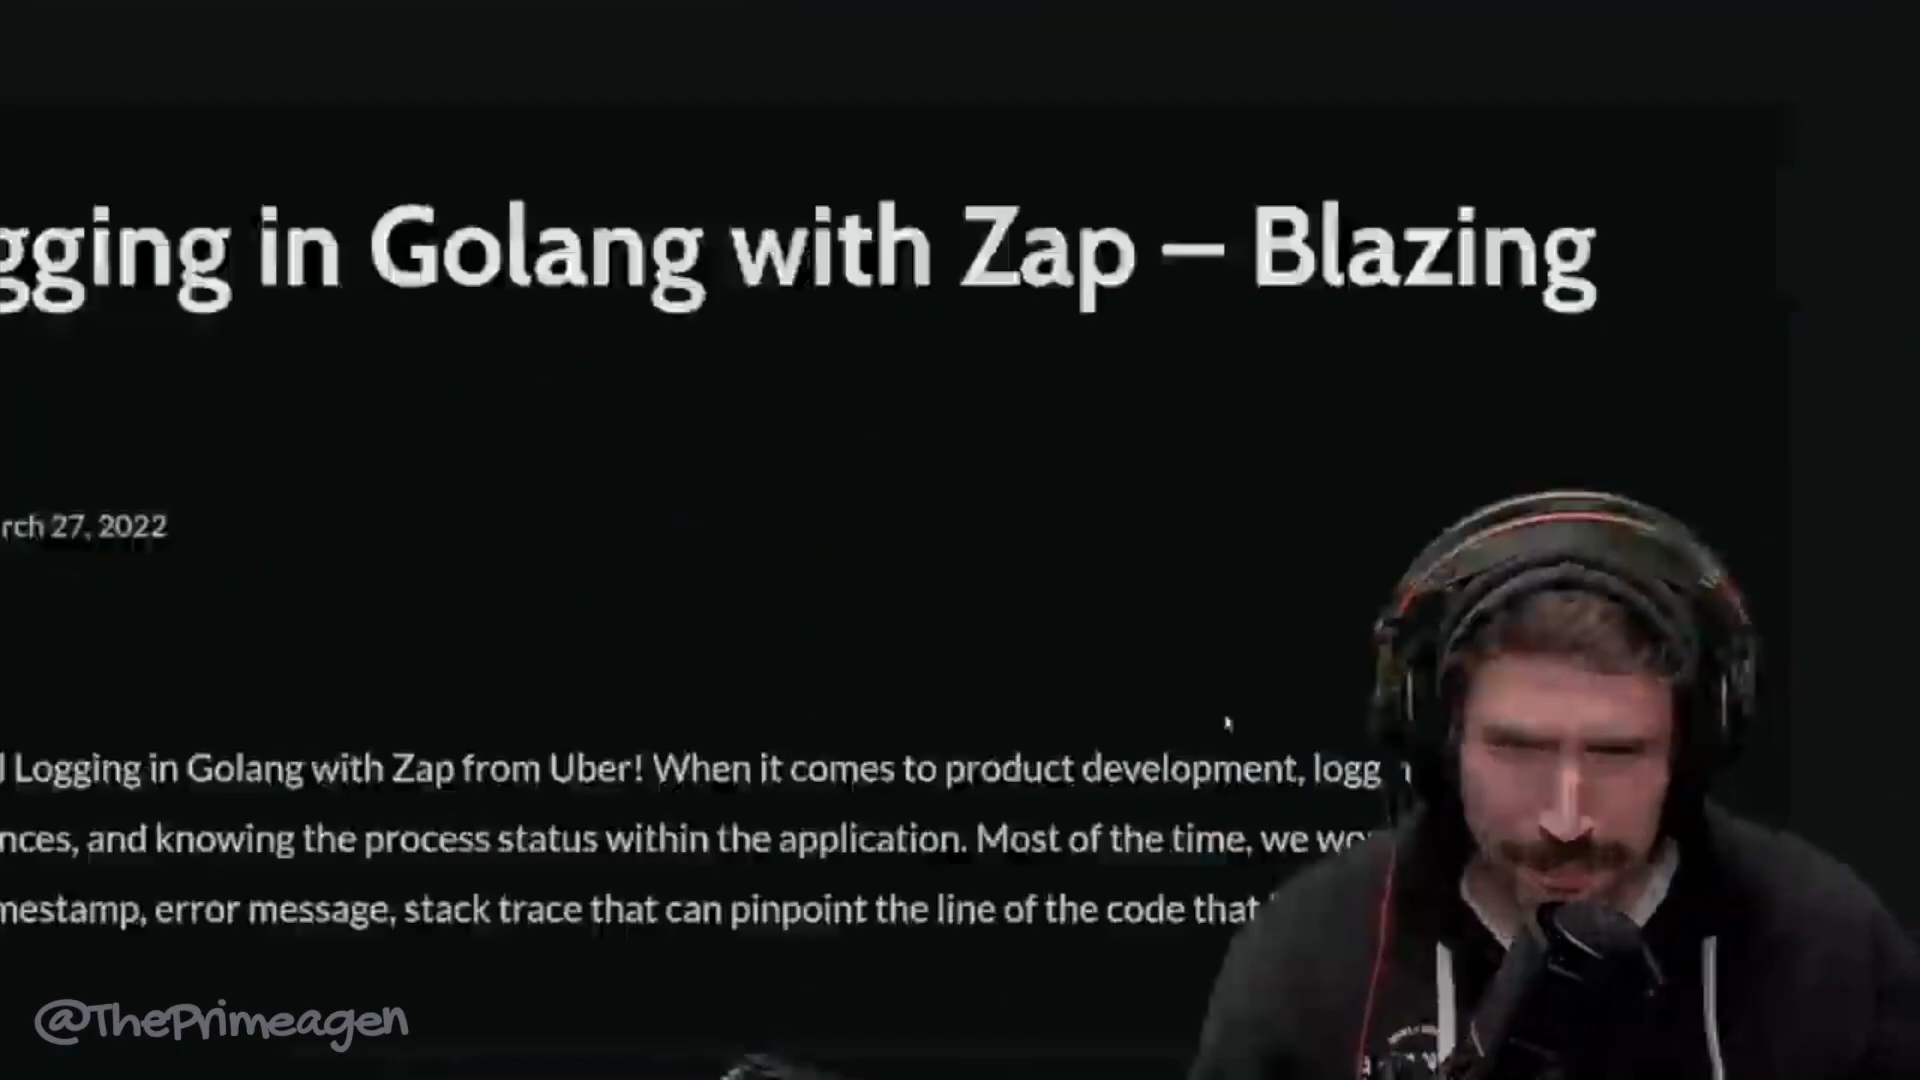 gging in Golang with Zap – Blazing
rch 27, 2022
Logging in Golang with Zap from Uber! When it comes to product development, logg
nces, and knowing the process status within the application. Most of the time, we
mestamp, error message, stack trace that can pinpoint the line of the code that
@ThePrimeagen